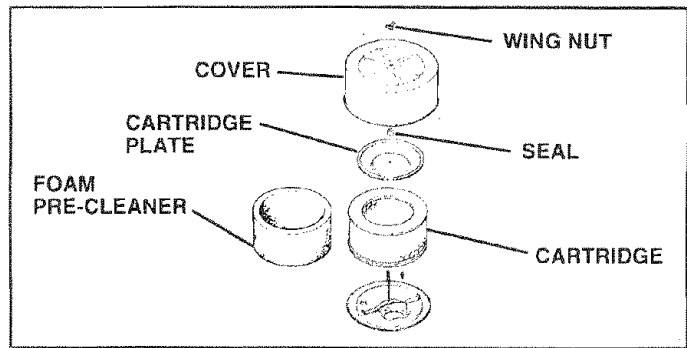 WING NUT
COVER
CARTRIDGE
PLATE
SEAL
FOAM
PRE-CLEANER
CARTRIDGE